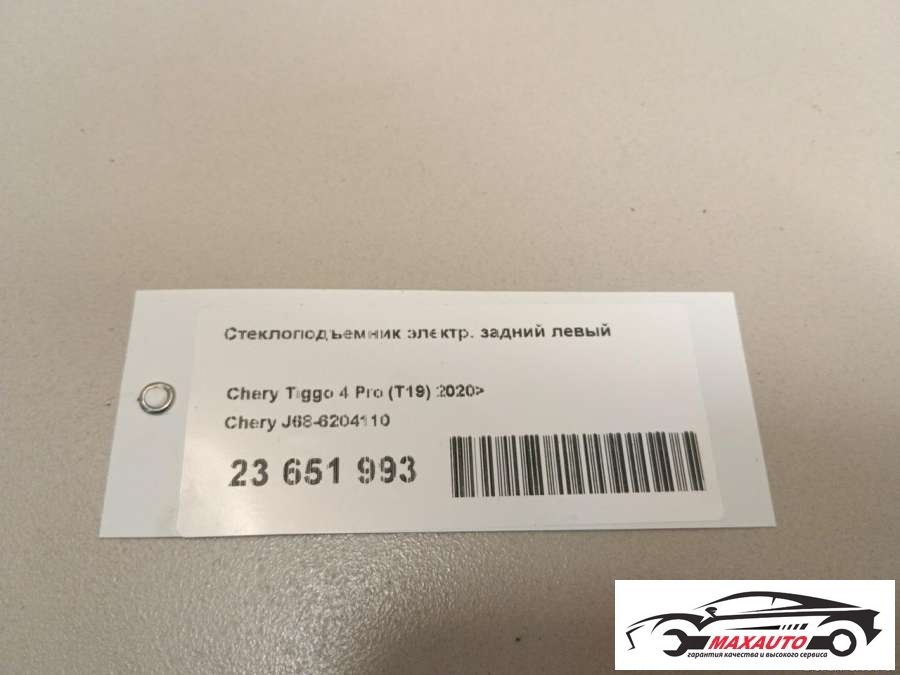 Стеклоподъемник электр. задний левый
Chery Tiggo 4 Pro (T19) 2020>
Chery J68-6204110
23 651 993
MAXAUTO
гарантия качества и высокого сервиса